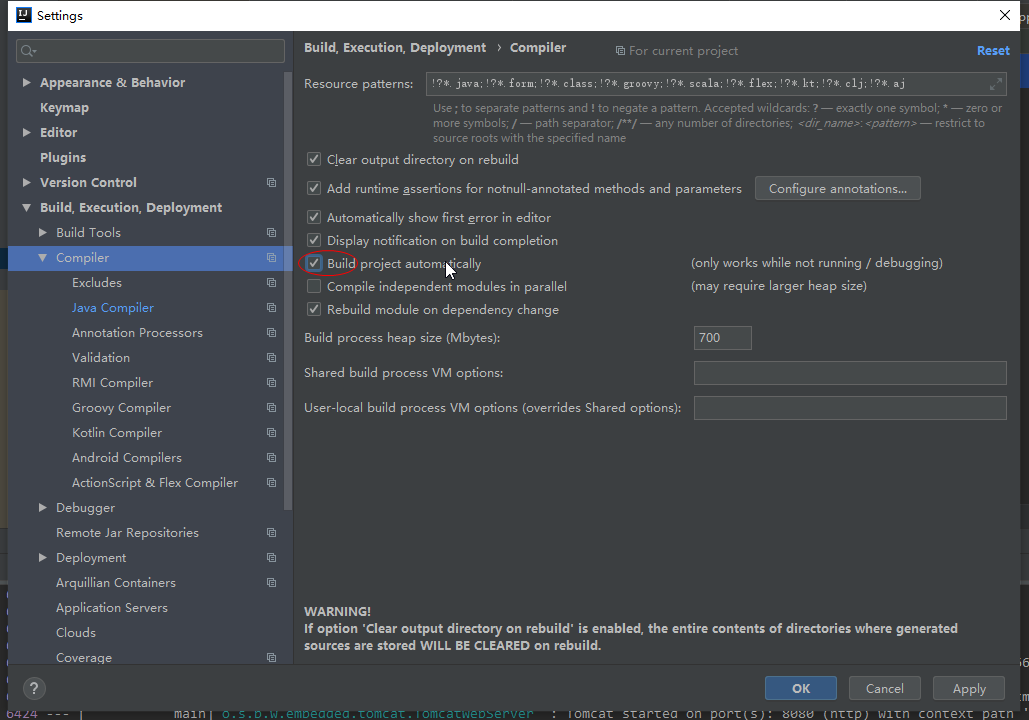 Settings
Build, Execution, Deployment › Compiler
For current project
Reset
Appearance & Behavior
Keymap
Editor
Plugins
Version Control
Build, Execution, Deployment
Build Tools
Compiler
Excludes
Java Compiler
Annotation Processors
Validation
RMI Compiler
Groovy Compiler
Kotlin Compiler
Android Compilers
ActionScript & Flex Compiler
Debugger
Remote Jar Repositories
Deployment
Arquillian Containers
Application Servers
Clouds
Coverage
Resource patterns: !?*.java;!?*.form;!?*.class;!?*.groovy;!?*.scala;!?*.flex;!?*.kt;!?*.clj;!?*.aj
Use ; to separate patterns and ! to negate a pattern. Accepted wildcards: ? — exactly one symbol; * — zero or
more symbols; / — path separator; /**/ — any number of directories; <dir_name>:<pattern> — restrict to
source roots with the specified name
Clear output directory on rebuild
Add runtime assertions for notnull-annotated methods and parameters Configure annotations...
Automatically show first error in editor
Display notification on build completion
Build project automatically (only works while not running / debugging)
Compile independent modules in parallel (may require larger heap size)
Rebuild module on dependency change
Build process heap size (Mbytes): 700
Shared build process VM options:
User-local build process VM options (overrides Shared options):
WARNING!
If option 'Clear output directory on rebuild' is enabled, the entire contents of directories where generated
sources are stored WILL BE CLEARED on rebuild.
?
OK Cancel Apply
6424 --- [ main] o.s.b.w.embedded.tomcat.TomcatWebServer : Tomcat started on port(s): 8080 (http) with context path